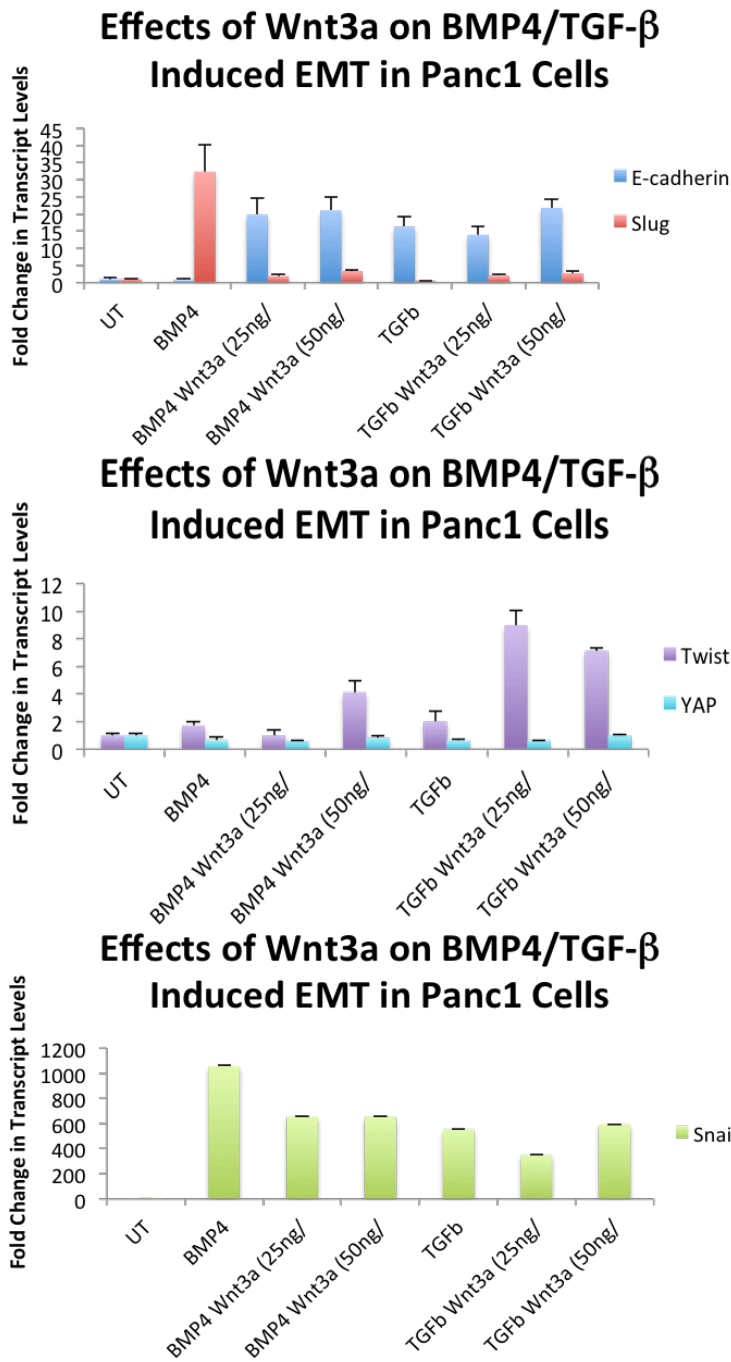 Effects of Wnt3a on BMP4/TGF-β
Induced EMT in Panc1 Cells
Fold Change in Transcript Levels
45
40
35
30
25
20
15
10
5
0
E-cadherin
Slug
UT
BMP4
BMP4 Wnt3a (25ng/
BMP4 Wnt3a (50ng/
TGFb
TGFb Wnt3a (25ng/
TGFb Wnt3a (50ng/
Effects of Wnt3a on BMP4/TGF-β
Induced EMT in Panc1 Cells
Fold Change in Transcript Levels
12
10
8
6
4
2
0
Twist
YAP
UT
BMP4
BMP4 Wnt3a (25ng/
BMP4 Wnt3a (50ng/
TGFb
TGFb Wnt3a (25ng/
TGFb Wnt3a (50ng/
Effects of Wnt3a on BMP4/TGF-β
Induced EMT in Panc1 Cells
Fold Change in Transcript Levels
1200
1000
800
600
400
200
0
Snai
UT
BMP4
BMP4 Wnt3a (25ng/
BMP4 Wnt3a (50ng/
TGFb
TGFb Wnt3a (25ng/
TGFb Wnt3a (50ng/